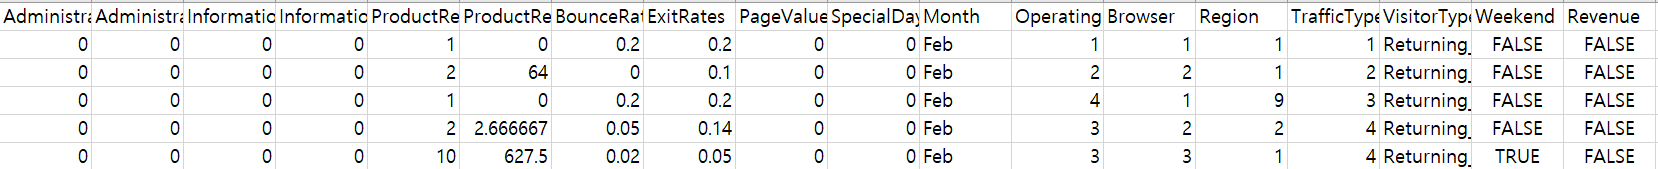 Administra Administra Informatio Informatio ProductRe ProductRe BounceRat ExitRates PageValue SpecialDay Month Operating Browser Region TrafficType VisitorType Weekend Revenue
0 0 0 0 1 0 0.2 0.2 0 0 Feb 1 1 1 1 Returning_ FALSE FALSE
0 0 0 0 2 64 0 0.1 0 0 Feb 2 2 1 2 Returning_ FALSE FALSE
0 0 0 0 1 0 0.2 0.2 0 0 Feb 4 1 9 3 Returning_ FALSE FALSE
0 0 0 0 2 2.666667 0.05 0.14 0 0 Feb 3 2 2 4 Returning_ FALSE FALSE
0 0 0 0 10 627.5 0.02 0.05 0 0 Feb 3 3 1 4 Returning_ TRUE FALSE